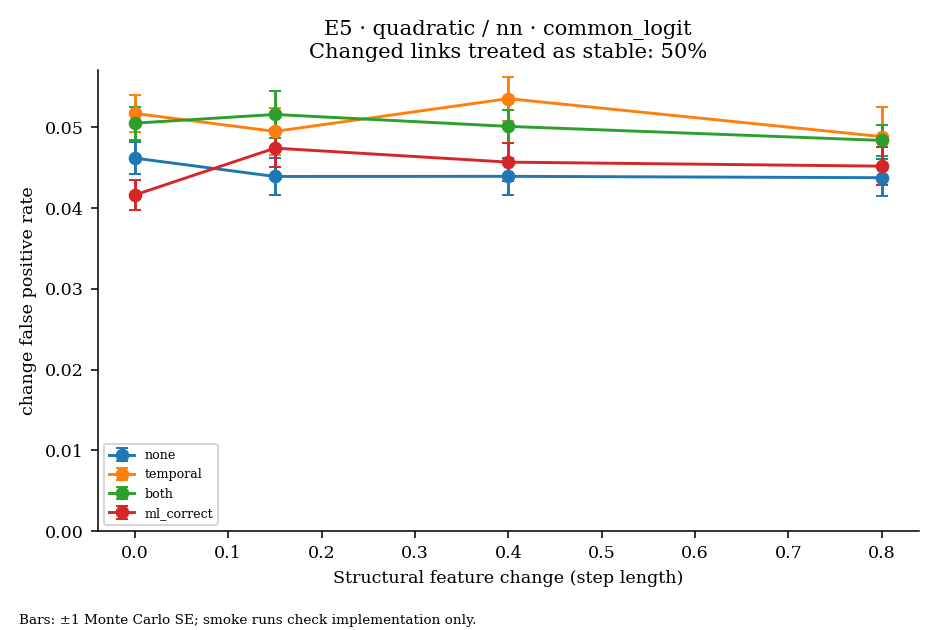 E5 · quadratic / nn · common_logit
Changed links treated as stable: 50%
change false positive rate
0.05
0.04
0.03
0.02
0.01
0.00
none
temporal
both
ml_correct
0.0 0.1 0.2 0.3 0.4 0.5 0.6 0.7 0.8
Structural feature change (step length)
Bars: ±1 Monte Carlo SE; smoke runs check implementation only.